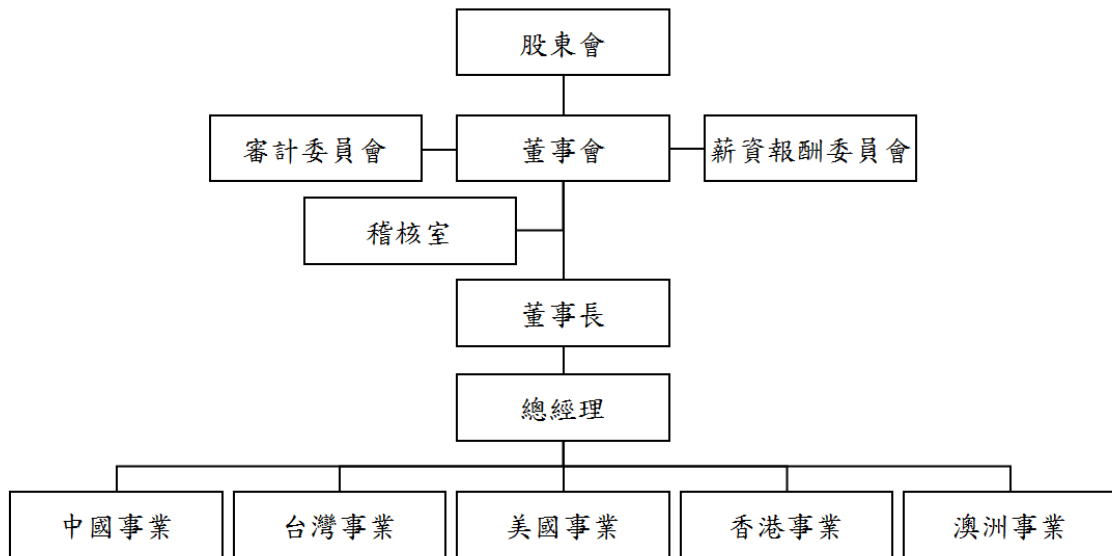 股東會
審計委員會
董事會
薪資報酬委員會
稽核室
董事長
總經理
中國事業
台灣事業
美國事業
香港事業
澳洲事業